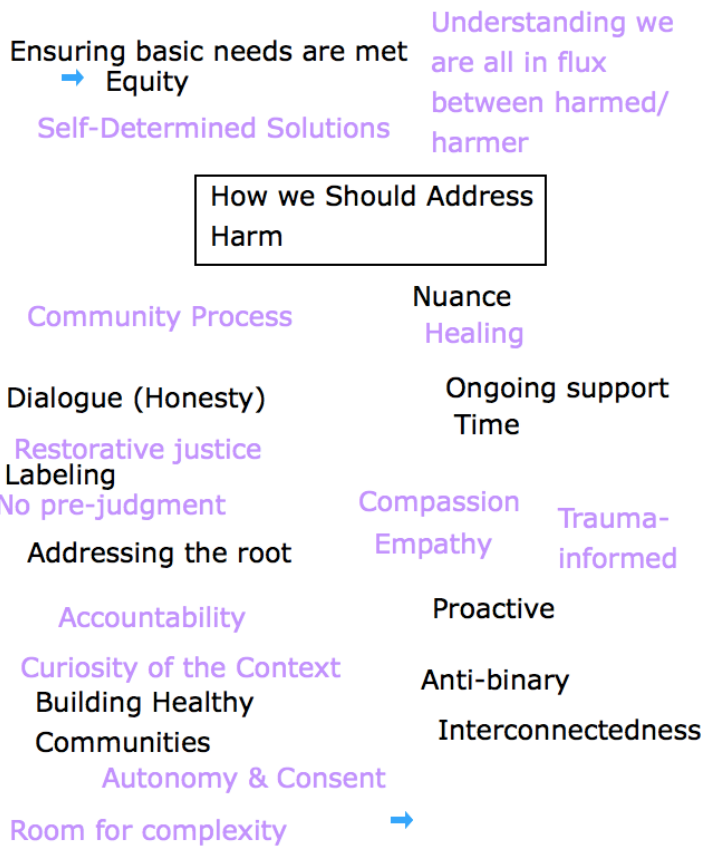 Ensuring basic needs are met
➡ Equity
Self-Determined Solutions
Understanding we
are all in flux
between harmed/
harmer
How we Should Address
Harm
Community Process
Nuance
Healing
Dialogue (Honesty)
Ongoing support
Time
Restorative justice
Labeling
No pre-judgment
Compassion
Empathy
Trauma-
informed
Addressing the root
Accountability
Proactive
Curiosity of the Context
Building Healthy
Communities
Anti-binary
Interconnectedness
Autonomy & Consent
Room for complexity
➡